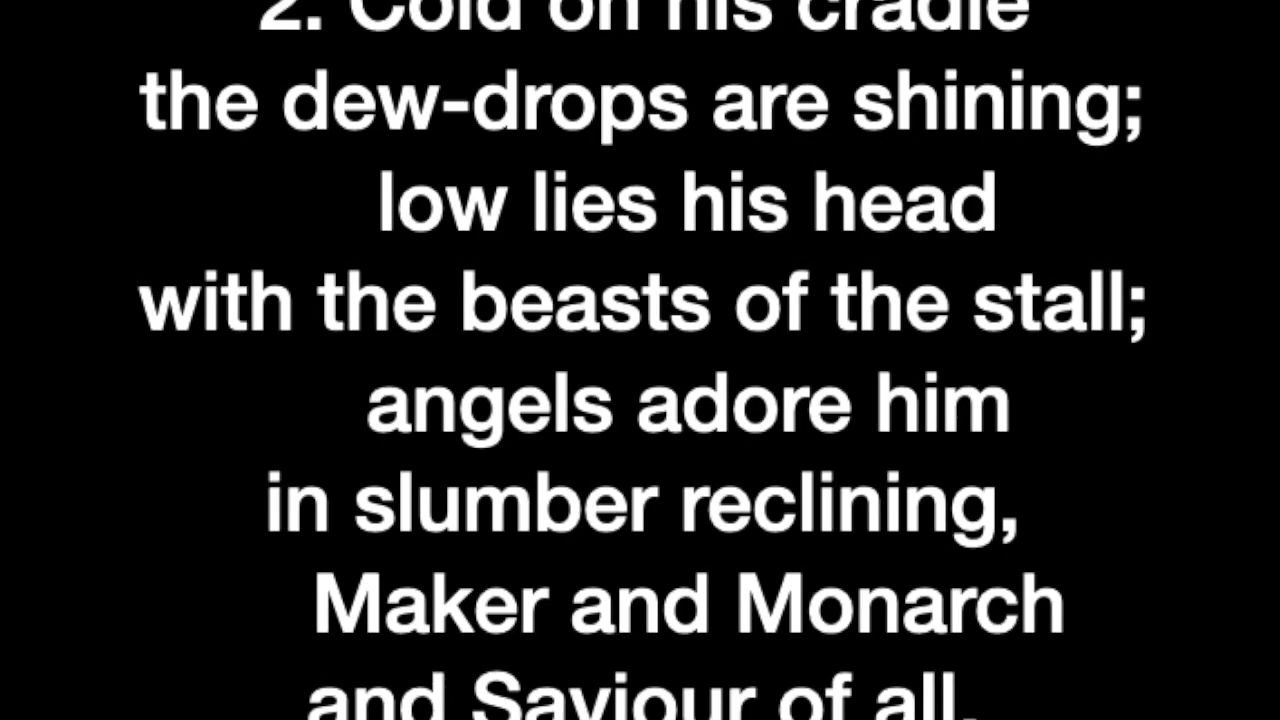 2. Cold on his cradle
the dew-drops are shining;
low lies his head
with the beasts of the stall;
angels adore him
in slumber reclining,
Maker and Monarch
and Saviour of all.